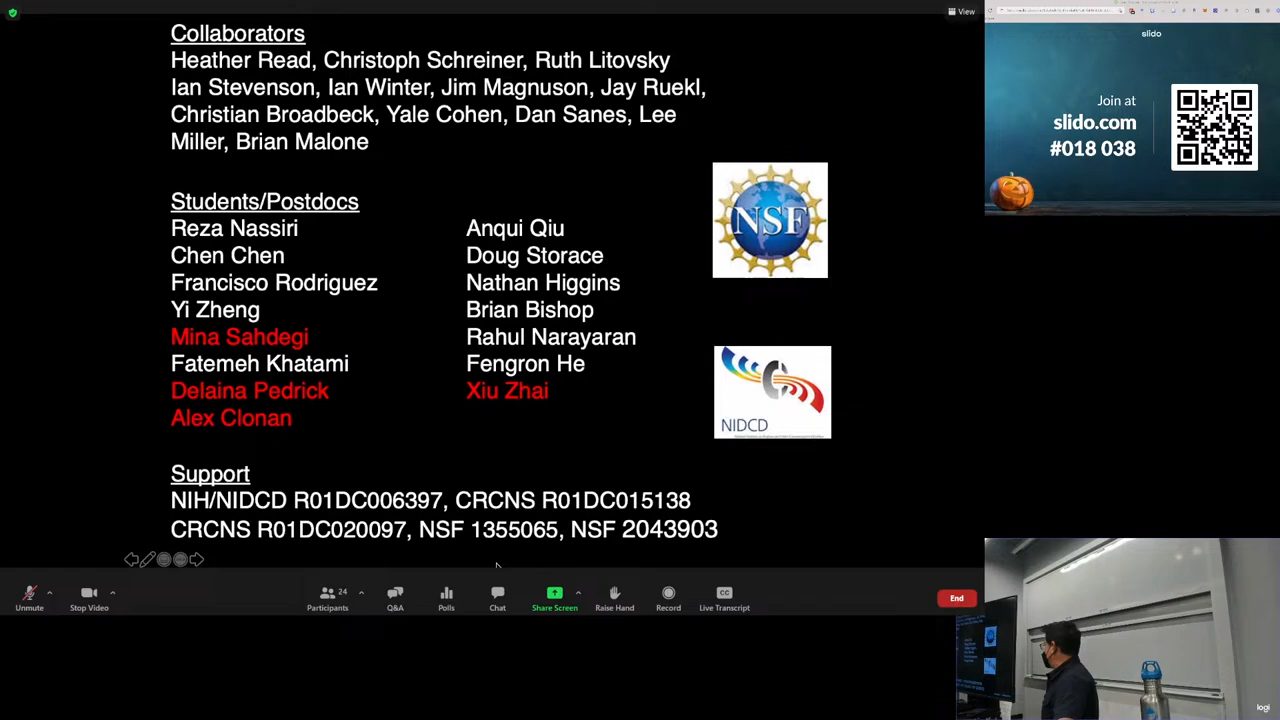 View
Collaborators
Heather Read, Christoph Schreiner, Ruth Litovsky
Ian Stevenson, Ian Winter, Jim Magnuson, Jay Ruekl,
Christian Broadbeck, Yale Cohen, Dan Sanes, Lee
Miller, Brian Malone
Students/Postdocs
Reza Nassiri
Chen Chen
Francisco Rodriguez
Yi Zheng
Mina Sahdegi
Fatemeh Khatami
Delaina Pedrick
Alex Clonan
Anqui Qiu
Doug Storace
Nathan Higgins
Brian Bishop
Rahul Narayaran
Fengron He
Xiu Zhai
NSF
NIDCD
Support
NIH/NIDCD R01DC006397, CRCNS R01DC015138
CRCNS R01DC020097, NSF 1355065, NSF 2043903
slido
Join at
slido.com
#018 038
Unmute
Stop Video
24
Participants
Q&A
Polls
Chat
Share Screen
Raise Hand
Record
CC
Live Transcript
End
logi